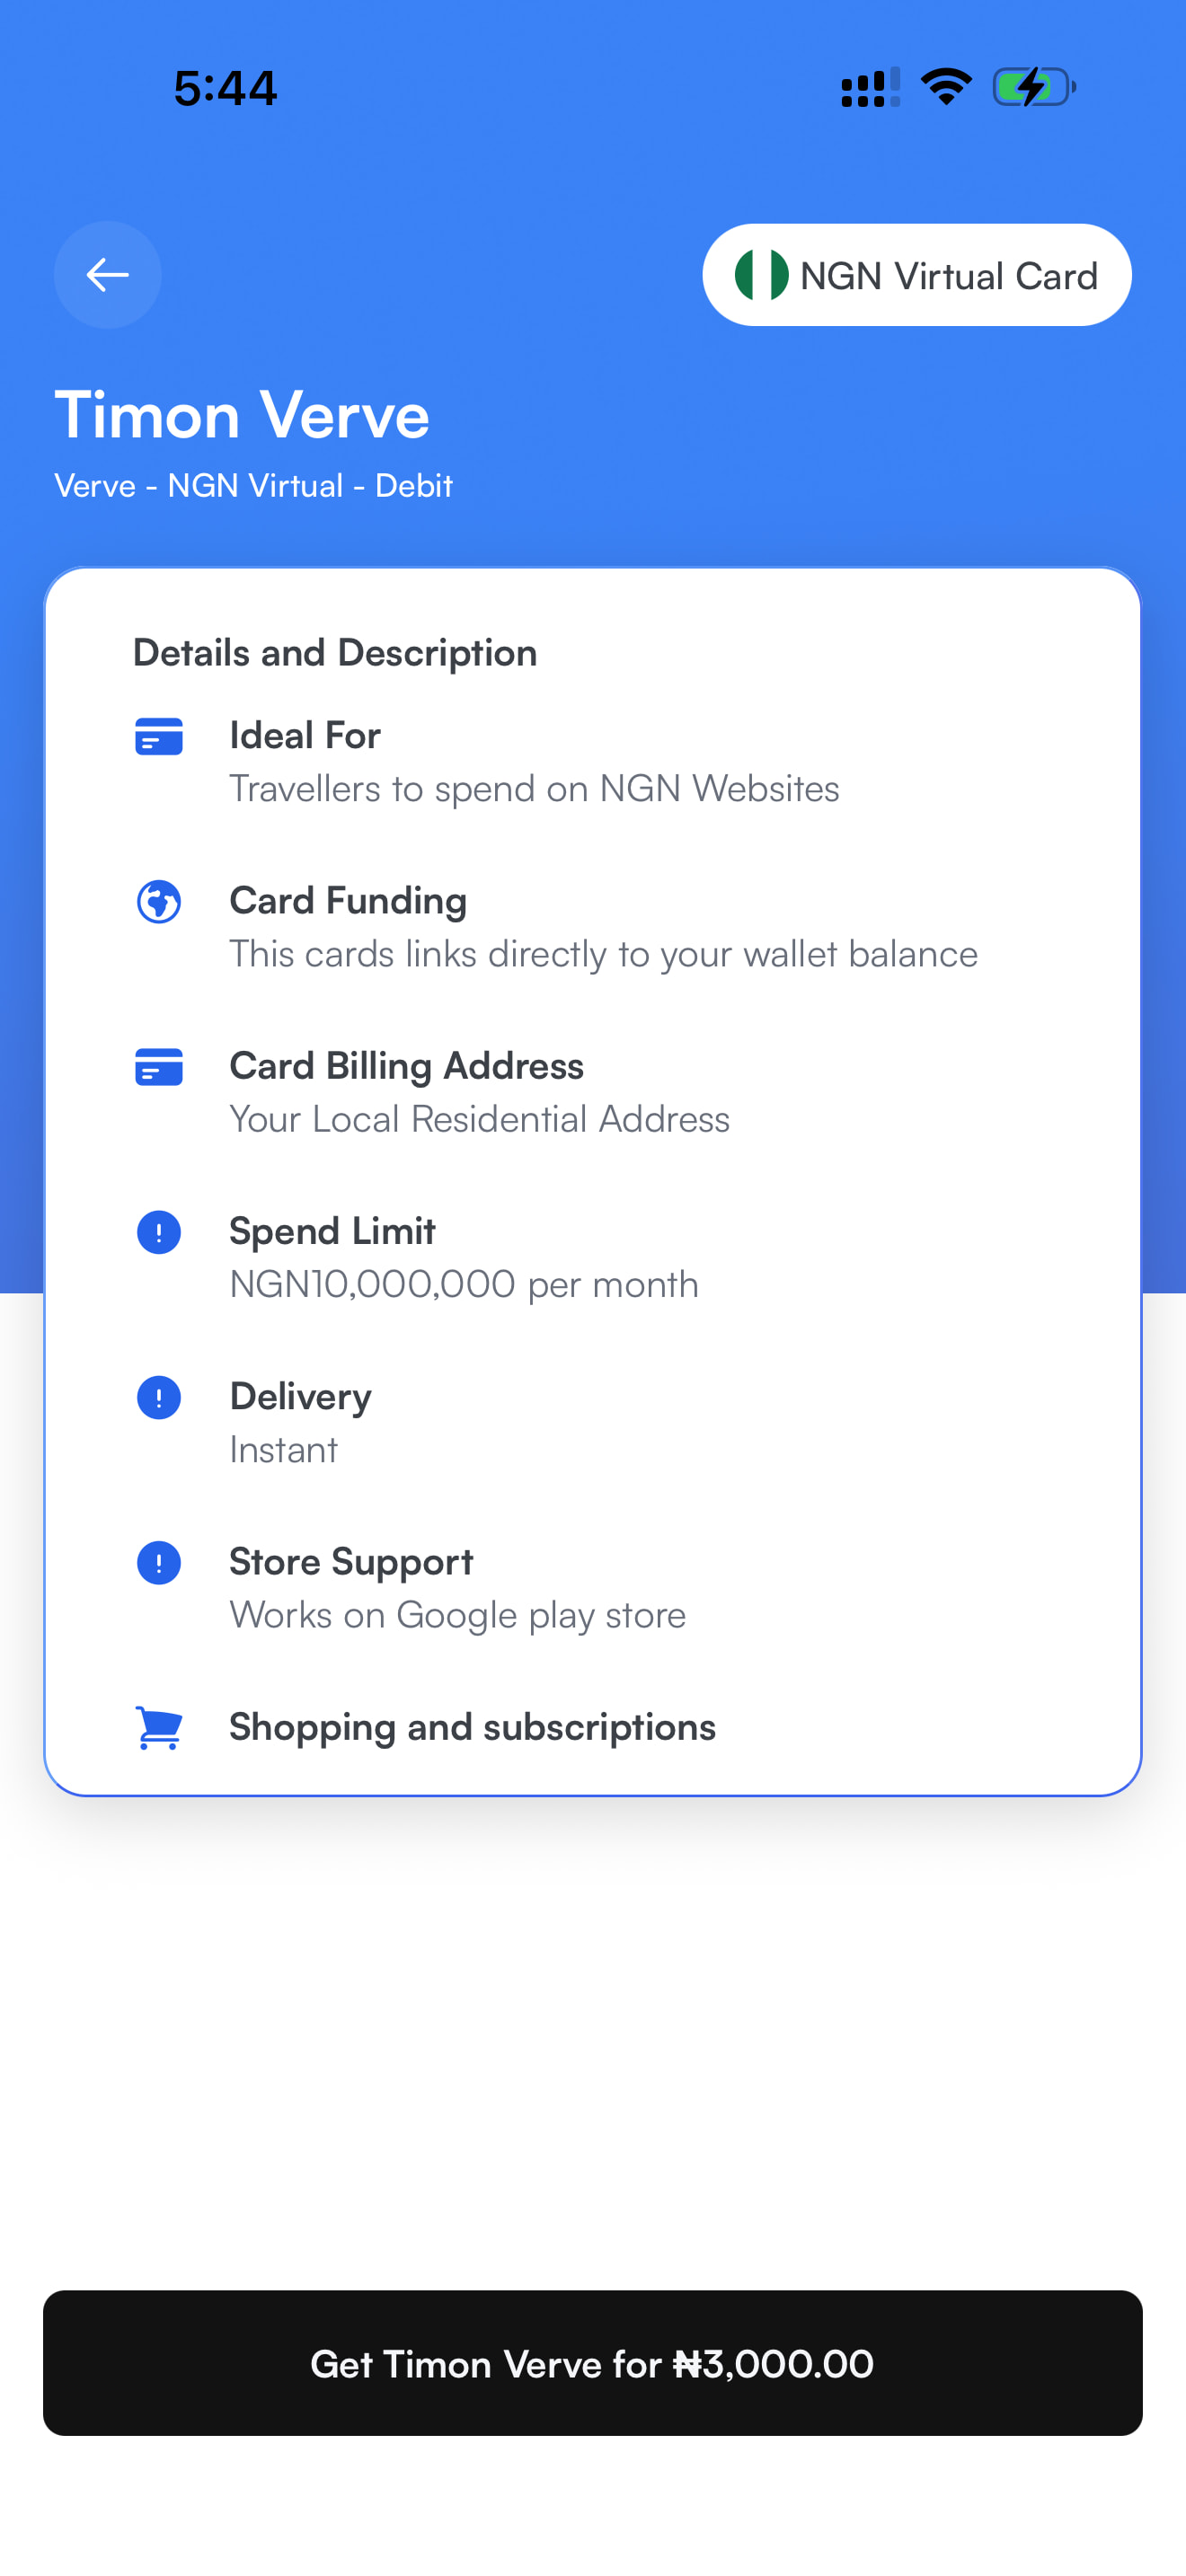 5:44
NGN Virtual Card
Timon Verve
Verve - NGN Virtual - Debit
Details and Description
Ideal For
Travellers to spend on NGN Websites
Card Funding
This cards links directly to your wallet balance
Card Billing Address
Your Local Residential Address
Spend Limit
NGN10,000,000 per month
Delivery
Instant
Store Support
Works on Google play store
Shopping and subscriptions
Get Timon Verve for ₦3,000.00